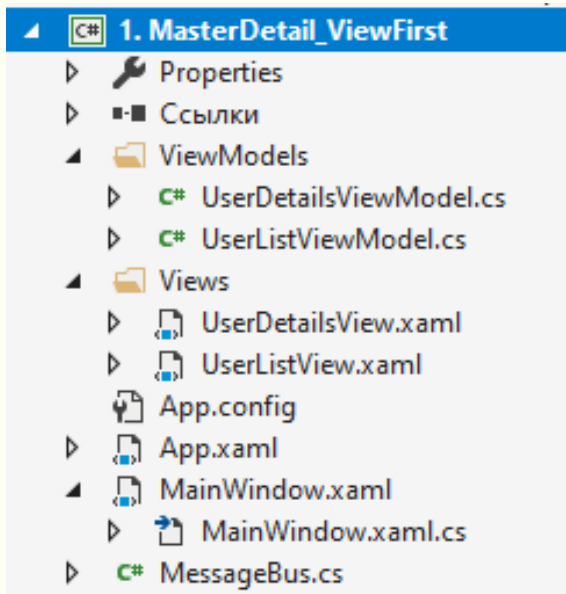 C# 1. MasterDetail_ViewFirst
Properties
Ссылки
ViewModels
C# UserDetailsViewModel.cs
C# UserListViewModel.cs
Views
UserDetailsView.xaml
UserListView.xaml
App.config
App.xaml
MainWindow.xaml
MainWindow.xaml.cs
C# MessageBus.cs